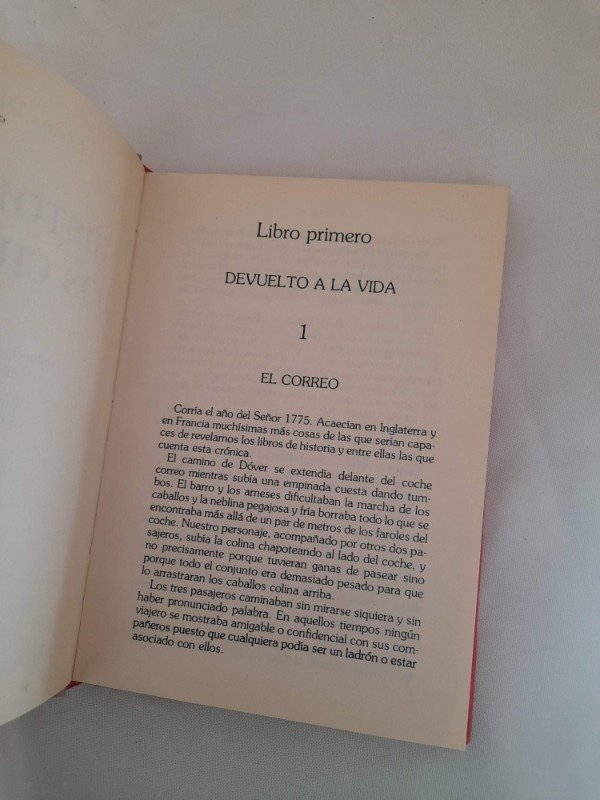 Libro primero
DEVUELTO A LA VIDA
1
EL CORREO
Corría el año del Señor 1775. Acaecian en Inglaterra y
en Francia muchísimas más cosas de las que serían capa-
ces de revelarnos los libros de historia y entre ellas las que
cuenta esta crónica.
El camino de Dóver se extendía delante del coche
correo mientras subía una empinada cuesta dando tum-
bos. El barro y los arneses dificultaban la marcha de los
caballos y la neblina pegajosa y fría borraba todo lo que se
encontraba más allá de un par de metros de los faroles del
coche. Nuestro personaje, acompañado por otros dos pa-
sajeros, subía la colina chapoteando al lado del coche, y
no precisamente porque tuvieran ganas de pasear sino
porque todo el conjunto era demasiado pesado para que
lo arrastraran los caballos colina arriba.
Los tres pasajeros caminaban sin mirarse siquiera y sin
haber pronunciado palabra. En aquellos tiempos ningún
viajero se mostraba amigable o confidencial con sus com-
pañeros puesto que cualquiera podía ser un ladrón o estar
asociado con ellos.